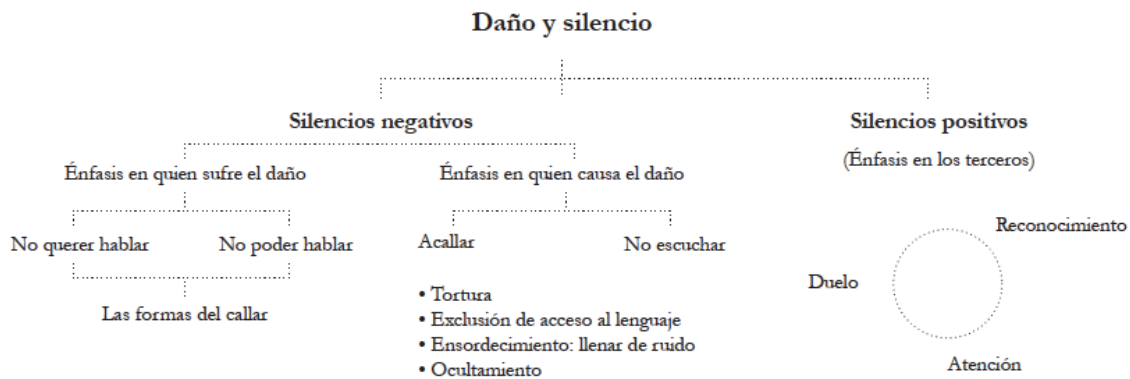 Daño y silencio
Silencios negativos
Silencios positivos
(Énfasis en los terceros)
Énfasis en quien sufre el daño
Énfasis en quien causa el daño
No querer hablar
No poder hablar
Las formas del callar
Acallar
No escuchar
• Tortura
• Exclusión de acceso al lenguaje
• Ensordecimiento: llenar de ruido
• Ocultamiento
Reconocimiento
Duelo
Atención